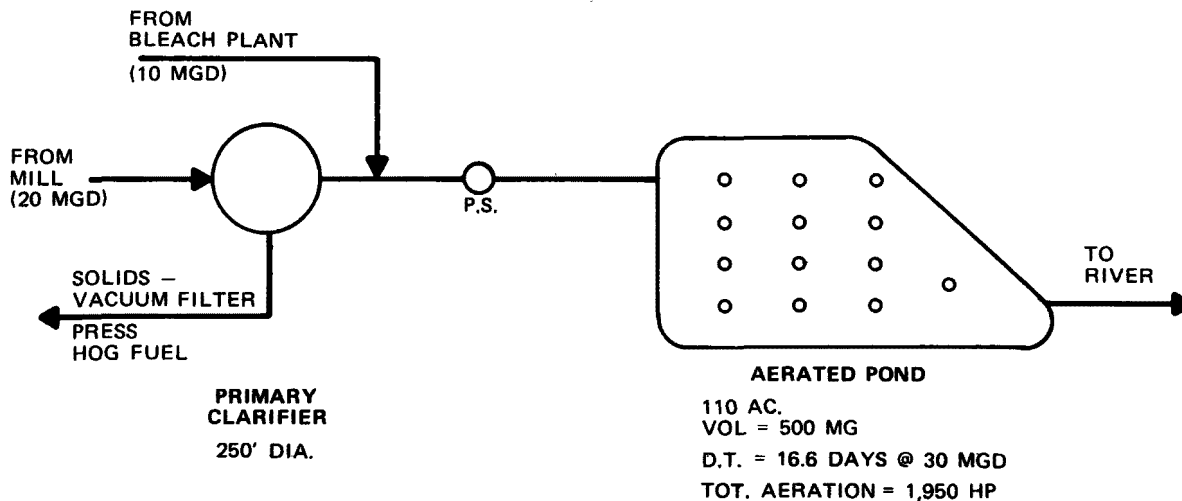 FROM
BLEACH PLANT
(10 MGD)
FROM
MILL
(20 MGD)
P.S.
SOLIDS –
VACUUM FILTER
PRESS
HOG FUEL
TO
RIVER
PRIMARY
CLARIFIER
250' DIA.
AERATED POND
110 AC.
VOL = 500 MG
D.T. = 16.6 DAYS @ 30 MGD
TOT. AERATION = 1,950 HP